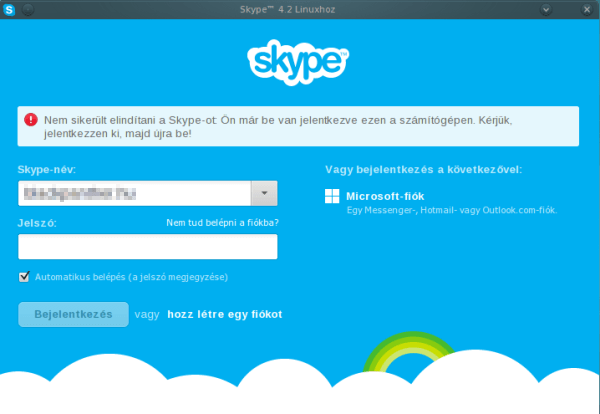 Skype™ 4.2 Linuxhoz
skype™
Nem sikerült elindítani a Skype-ot: Ön már be van jelentkezve ezen a számítógépen. Kérjük,
jelentkezzen ki, majd újra be!
Skype-név:
Vagy bejelentkezés a következővel:
Microsoft-fiók
Egy Messenger-, Hotmail- vagy Outlook.com-fiók.
Jelszó:
Nem tud belépni a fiókba?
Automatikus belépés (a jelszó megjegyzése)
Bejelentkezés vagy hozz létre egy fiókot